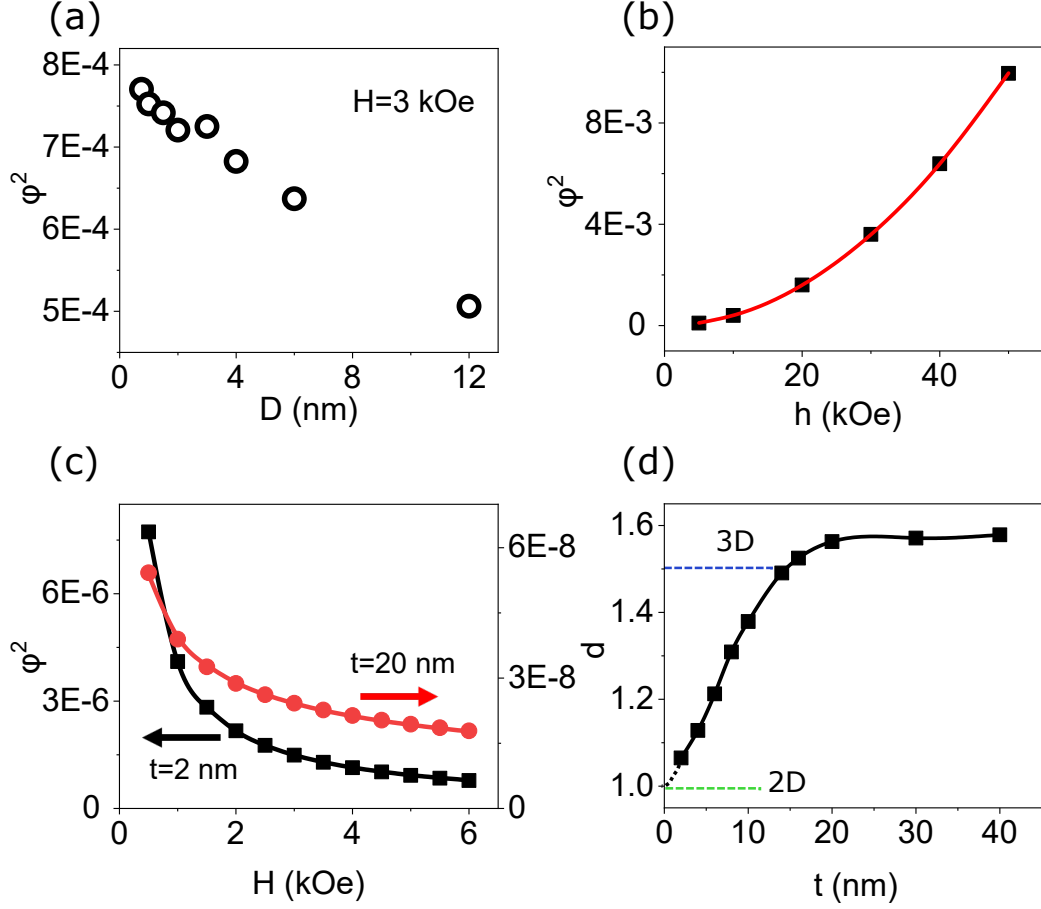 (a)
8E-4
7E-4
6E-4
5E-4
φ²
H=3 kOe
0
4
8
12
D (nm)
(b)
8E-3
4E-3
0
φ²
20
40
h (kOe)
(c)
6E-6
3E-6
0
φ²
6E-8
3E-8
0
t=20 nm
t=2 nm
0
2
4
6
H (kOe)
(d)
1.6
1.4
1.2
1.0
d
3D
2D
0
10
20
30
40
t (nm)